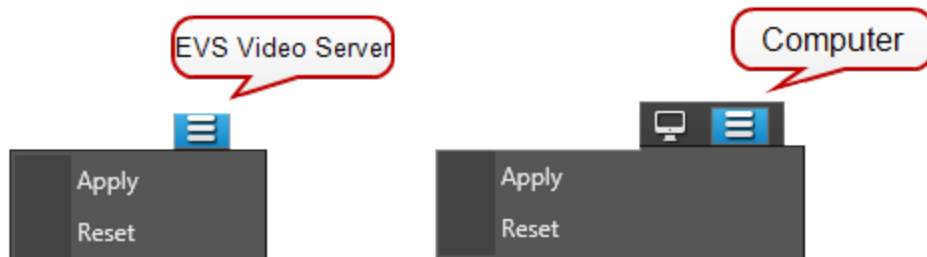 EVS Video Server
Apply
Reset
Computer
Apply
Reset